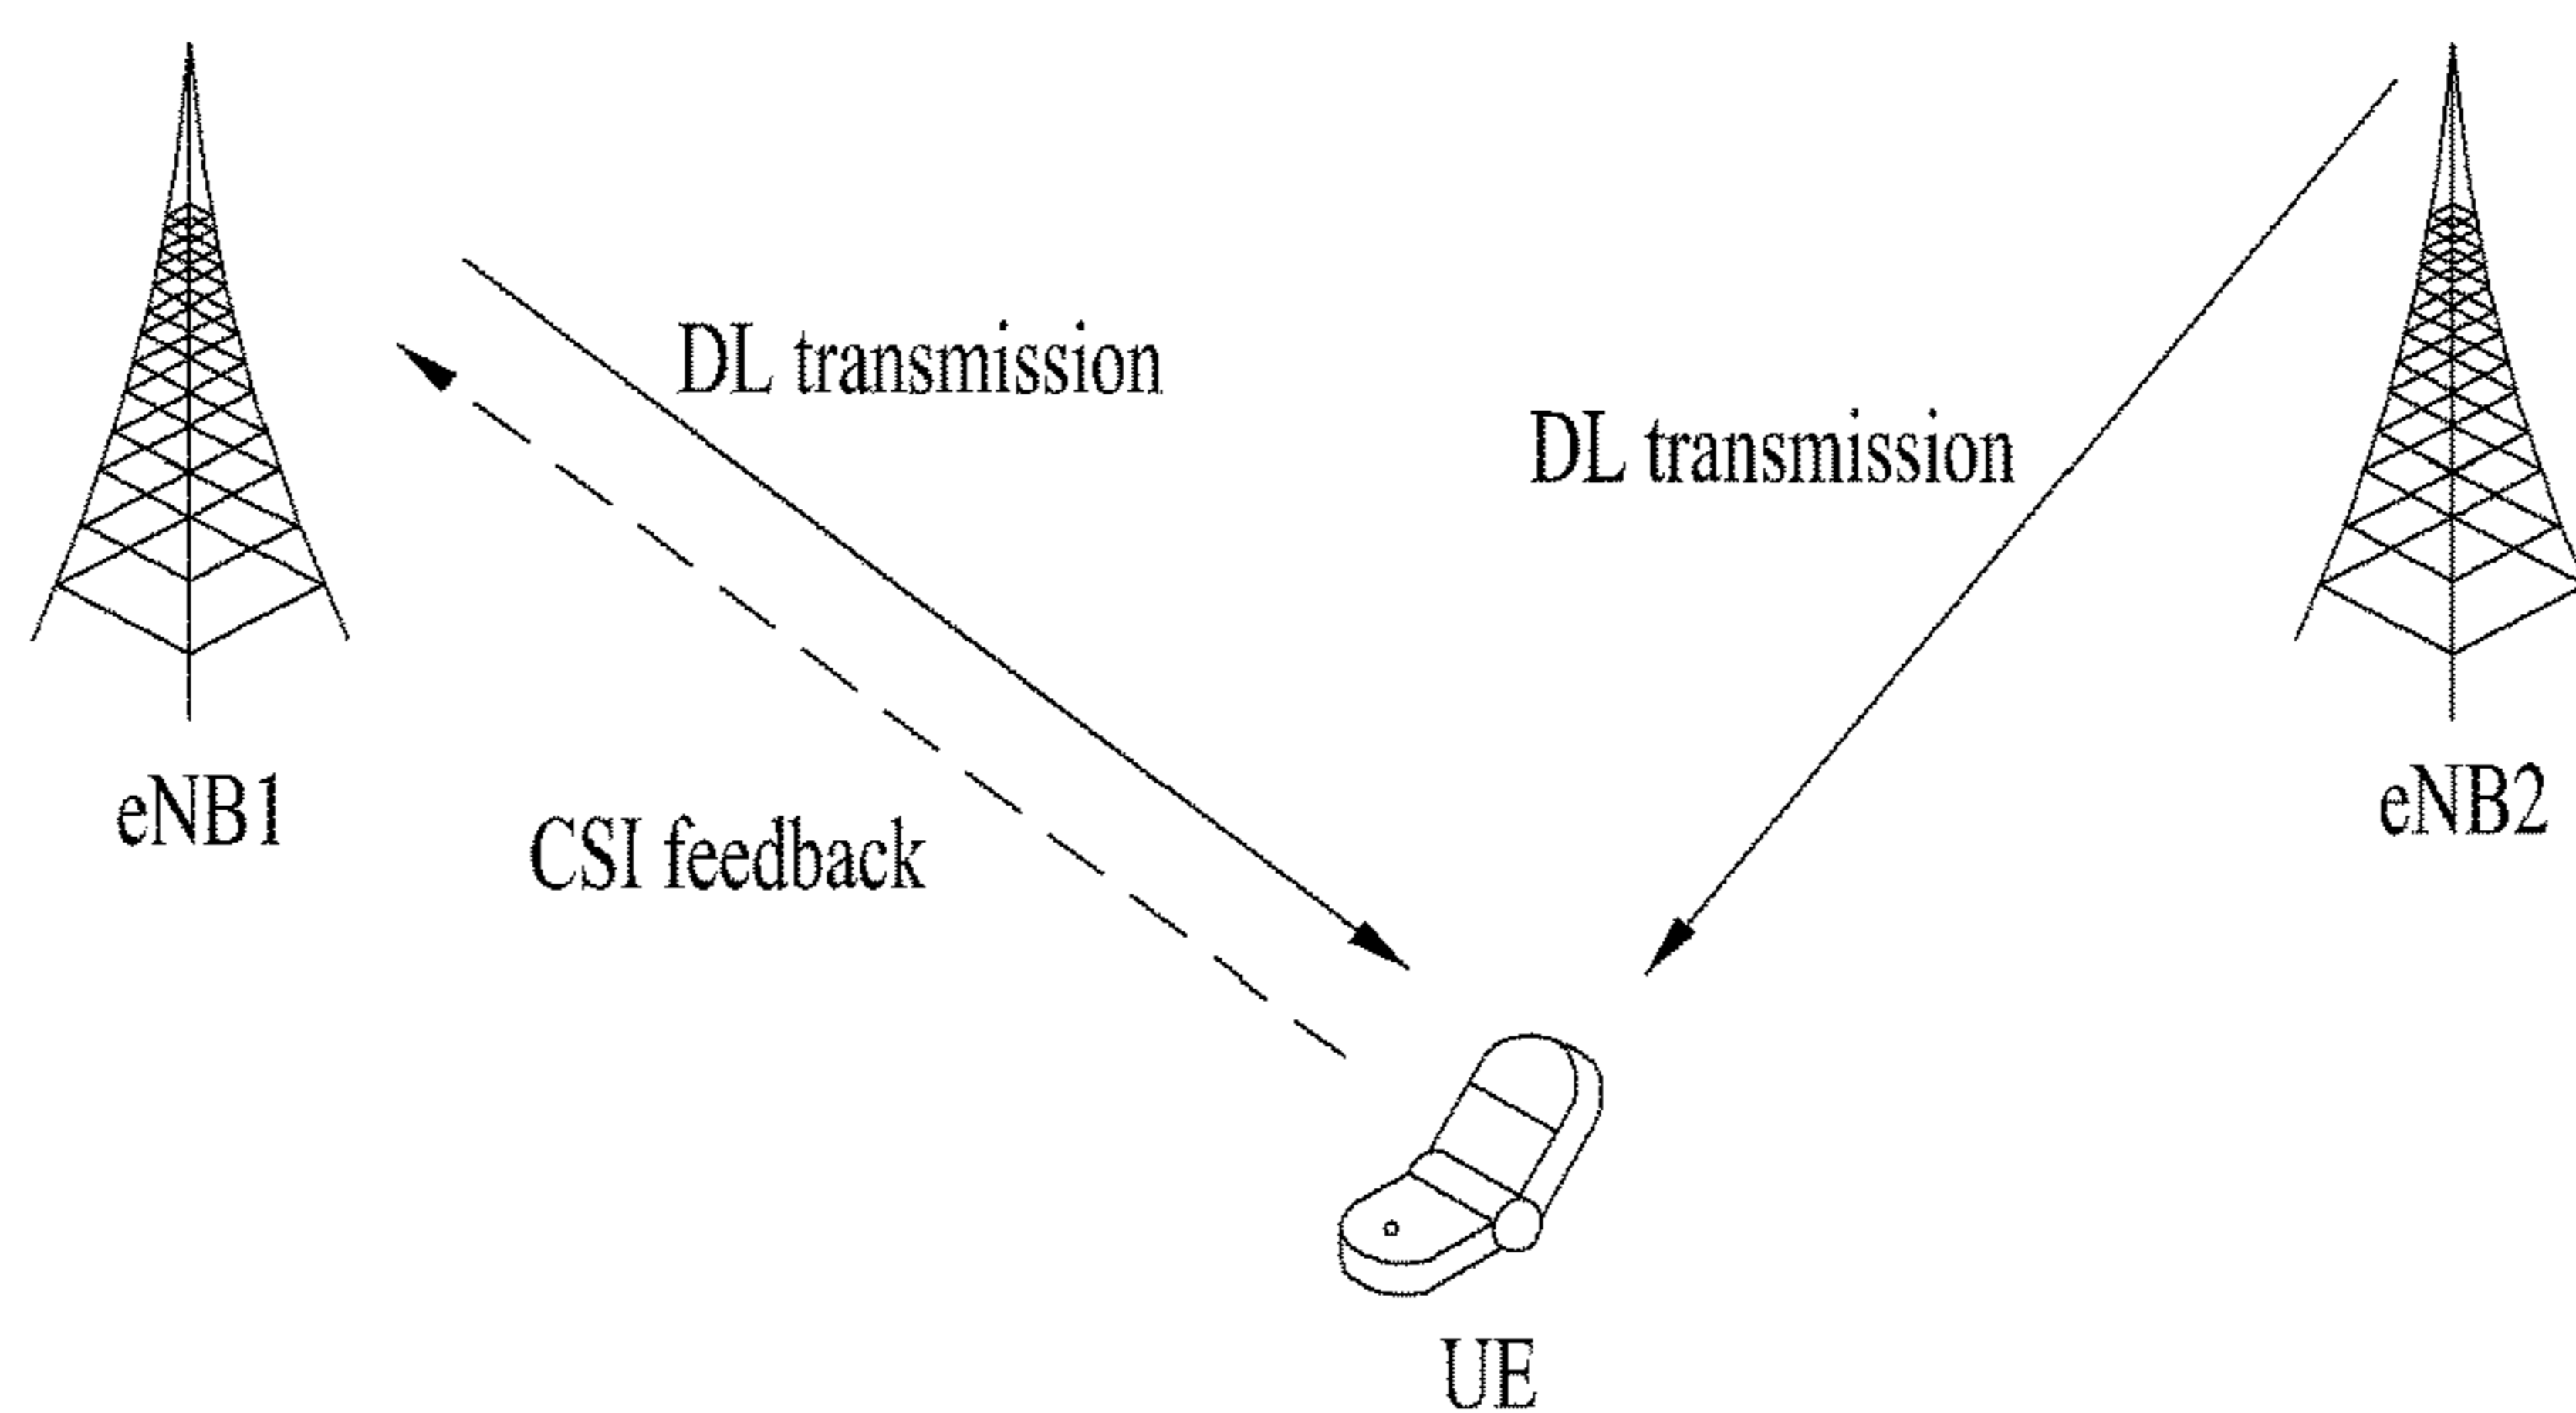 DL transmission
DL transmission
eNB1
eNB2
CSI feedback
UE